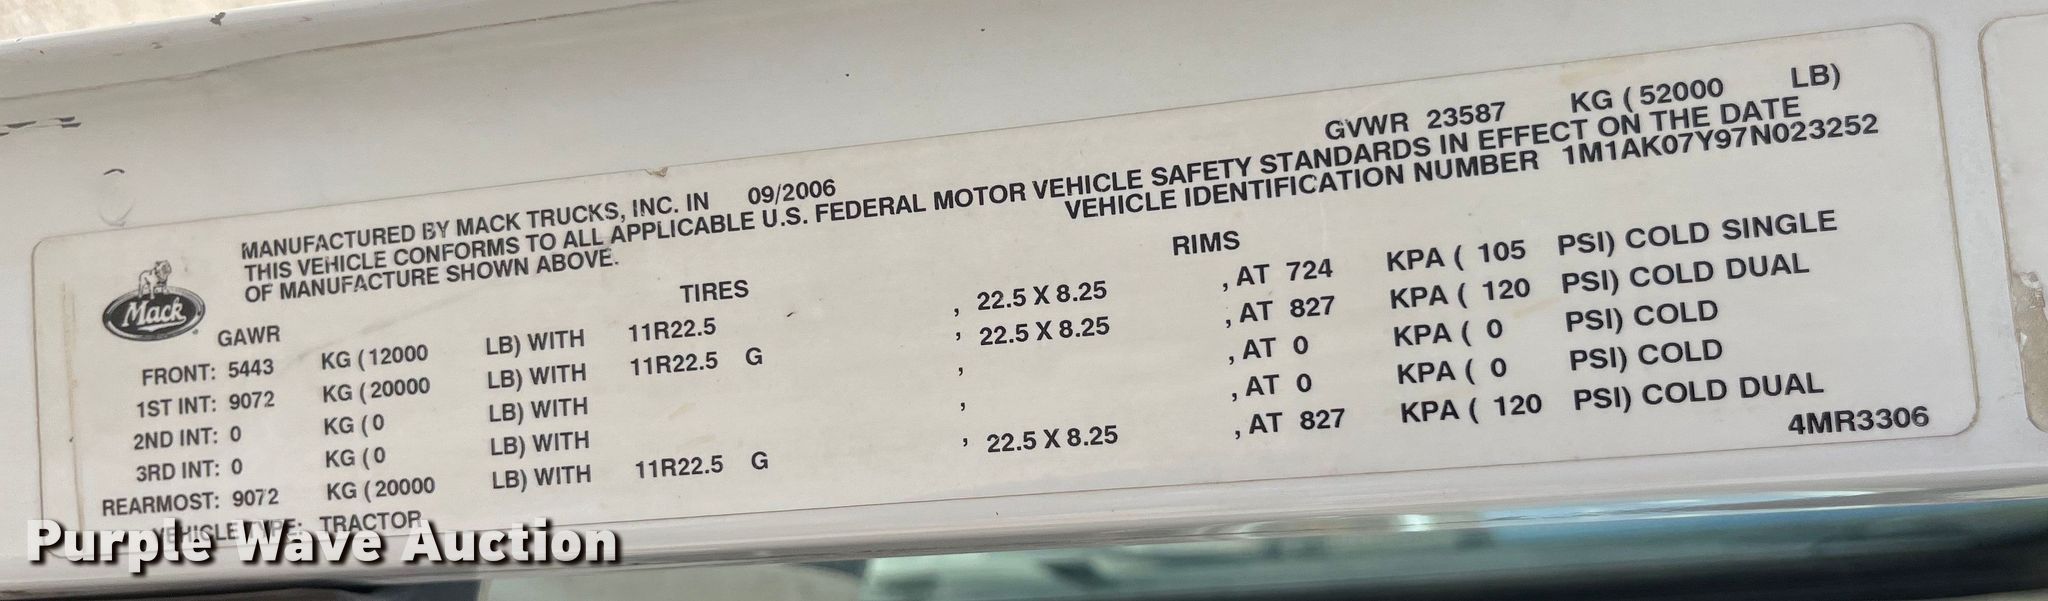 GVWR 23587 KG ( 52000 LB)
MANUFACTURED BY MACK TRUCKS, INC. IN 09/2006
THIS VEHICLE CONFORMS TO ALL APPLICABLE U.S. FEDERAL MOTOR VEHICLE SAFETY STANDARDS IN EFFECT ON THE DATE
OF MANUFACTURE SHOWN ABOVE. VEHICLE IDENTIFICATION NUMBER 1M1AK07Y97N023252
Mack
GAWR TIRES RIMS
FRONT: 5443 KG ( 12000 LB) WITH 11R22.5 , 22.5 X 8.25 , AT 724 KPA ( 105 PSI) COLD SINGLE
1ST INT: 9072 KG ( 20000 LB) WITH 11R22.5 G , 22.5 X 8.25 , AT 827 KPA ( 120 PSI) COLD DUAL
2ND INT: 0 KG ( 0 LB) WITH , , AT 0 KPA ( 0 PSI) COLD
3RD INT: 0 KG ( 0 LB) WITH , , AT 0 KPA ( 0 PSI) COLD
REARMOST: 9072 KG ( 20000 LB) WITH 11R22.5 G , 22.5 X 8.25 , AT 827 KPA ( 120 PSI) COLD DUAL
VEHICLE TYPE: TRACTOR 4MR3306
Purple Wave Auction